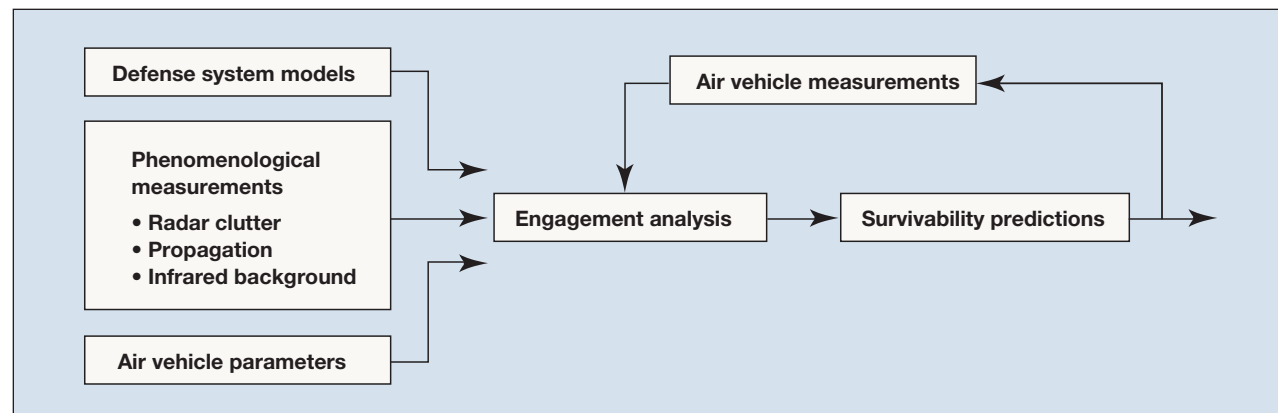 Defense system models
Air vehicle measurements
Phenomenological
measurements
• Radar clutter
• Propagation
• Infrared background
Engagement analysis
Survivability predictions
Air vehicle parameters